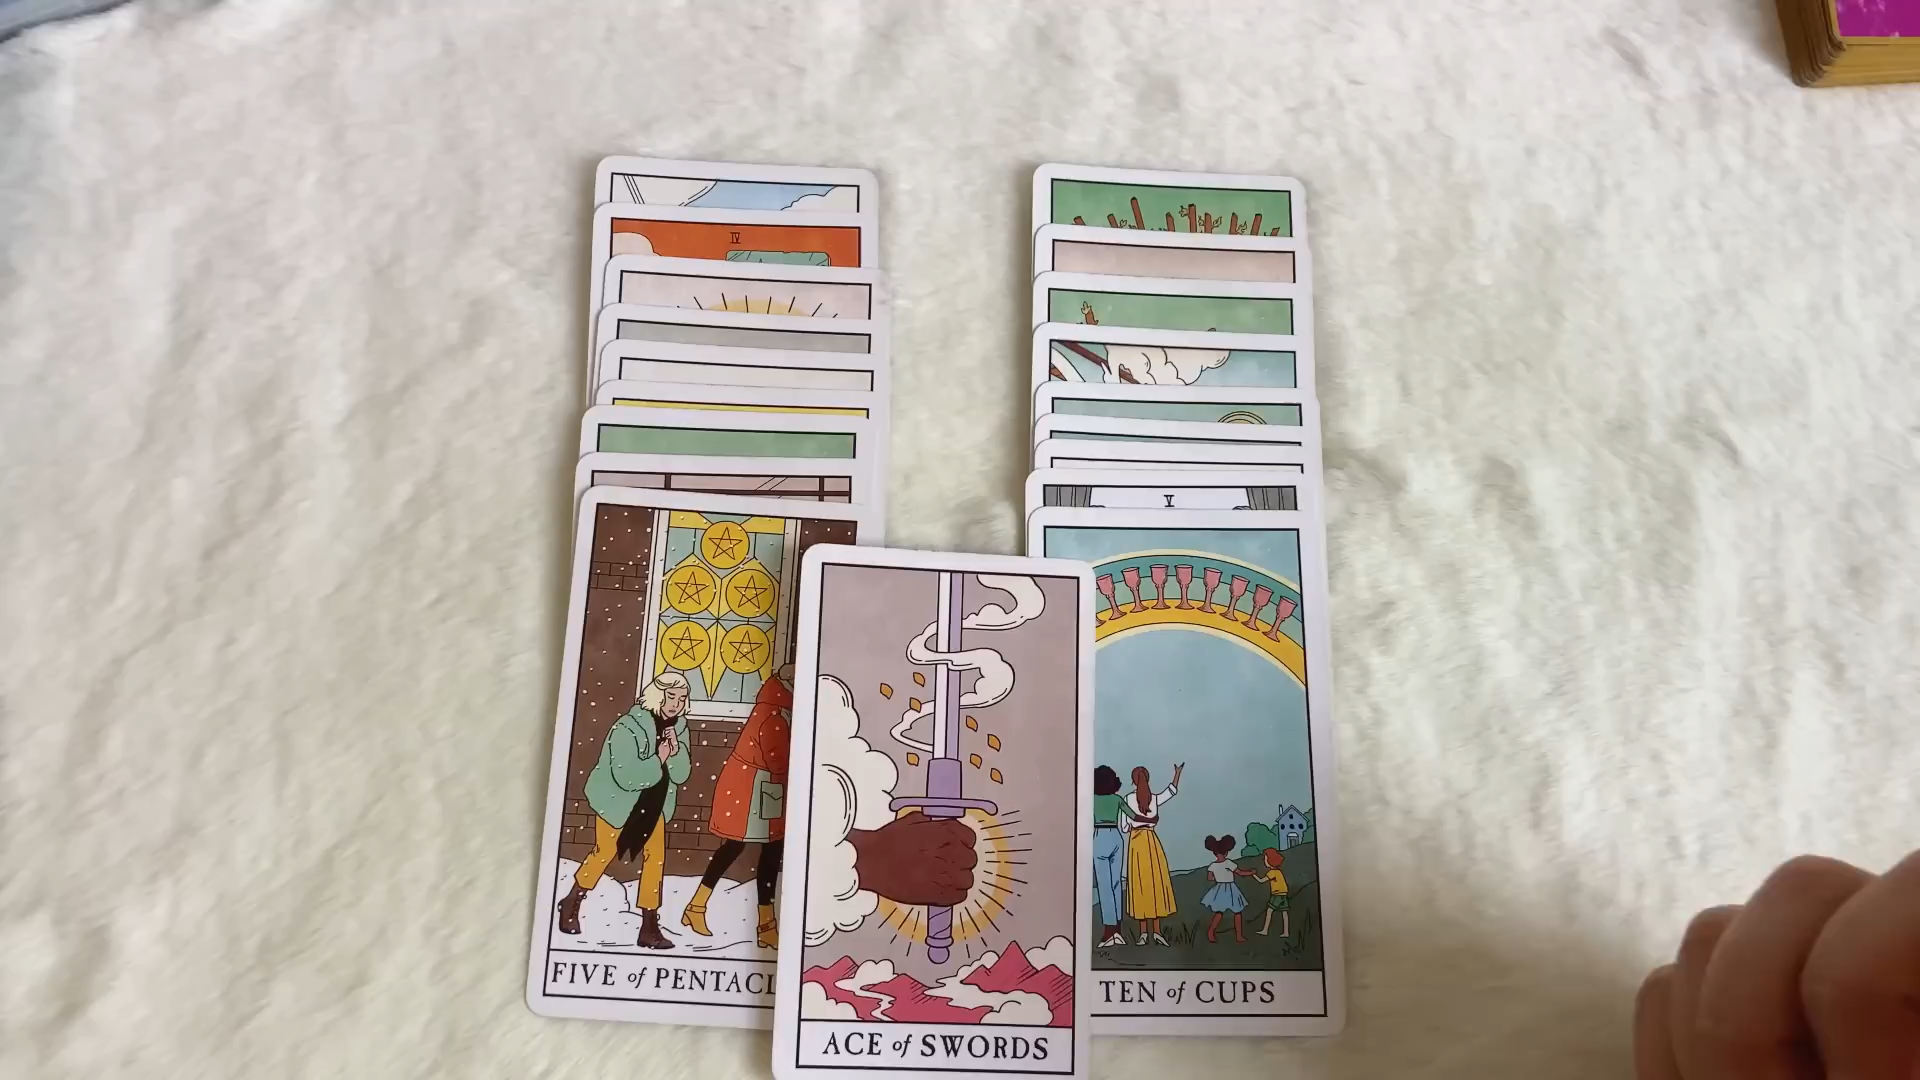 IV
V
FIVE of PENTACL
ACE of SWORDS
TEN of CUPS